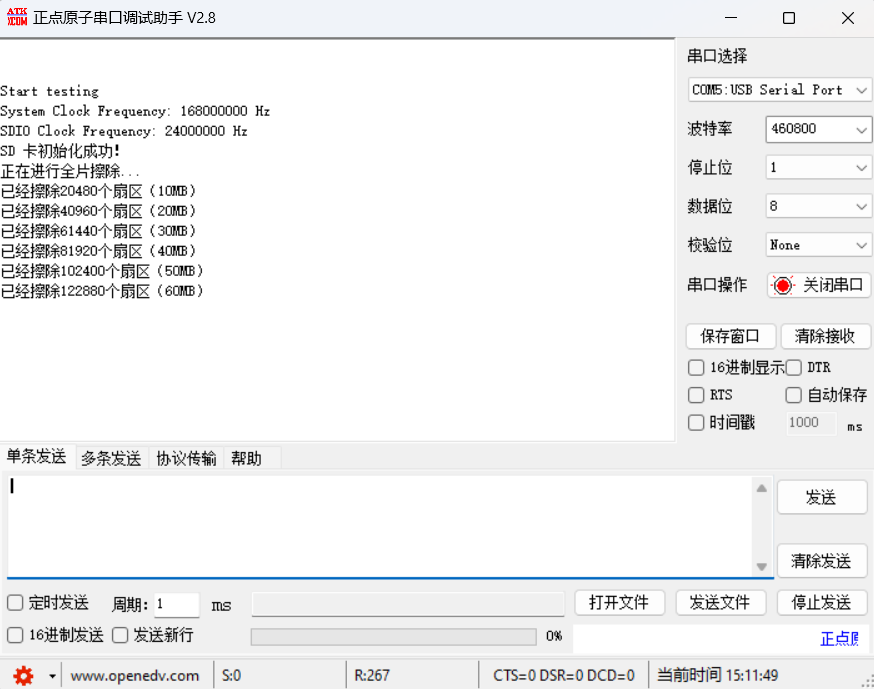 ATK
XCOM
正点原子串口调试助手 V2.8
Start testing
System Clock Frequency: 168000000 Hz
SDIO Clock Frequency: 24000000 Hz
SD 卡初始化成功!
正在进行全片擦除...
已经擦除20480个扇区（10MB）
已经擦除40960个扇区（20MB）
已经擦除61440个扇区（30MB）
已经擦除81920个扇区（40MB）
已经擦除102400个扇区（50MB）
已经擦除122880个扇区（60MB）
串口选择
COM5:USB Serial Port
波特率 460800
停止位 1
数据位 8
校验位 None
串口操作 关闭串口
保存窗口 清除接收
16进制显示 DTR
RTS 自动保存
时间戳 1000 ms
单条发送 多条发送 协议传输 帮助
发送
清除发送
定时发送 周期: 1 ms 打开文件 发送文件 停止发送
16进制发送 发送新行 0% 正点
www.openedv.com S:0 R:267 CTS=0 DSR=0 DCD=0 当前时间 15:11:49